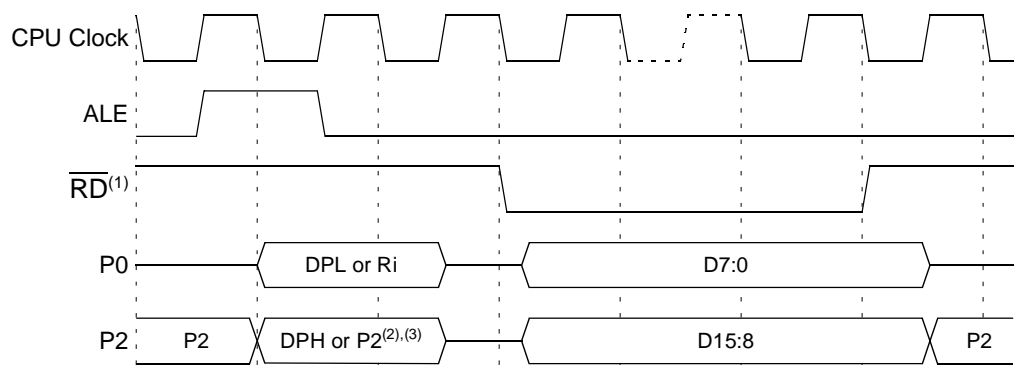 CPU Clock
ALE
RD(1)
P0 DPL or Ri D7:0
P2 P2 DPH or P2(2),(3) D15:8 P2